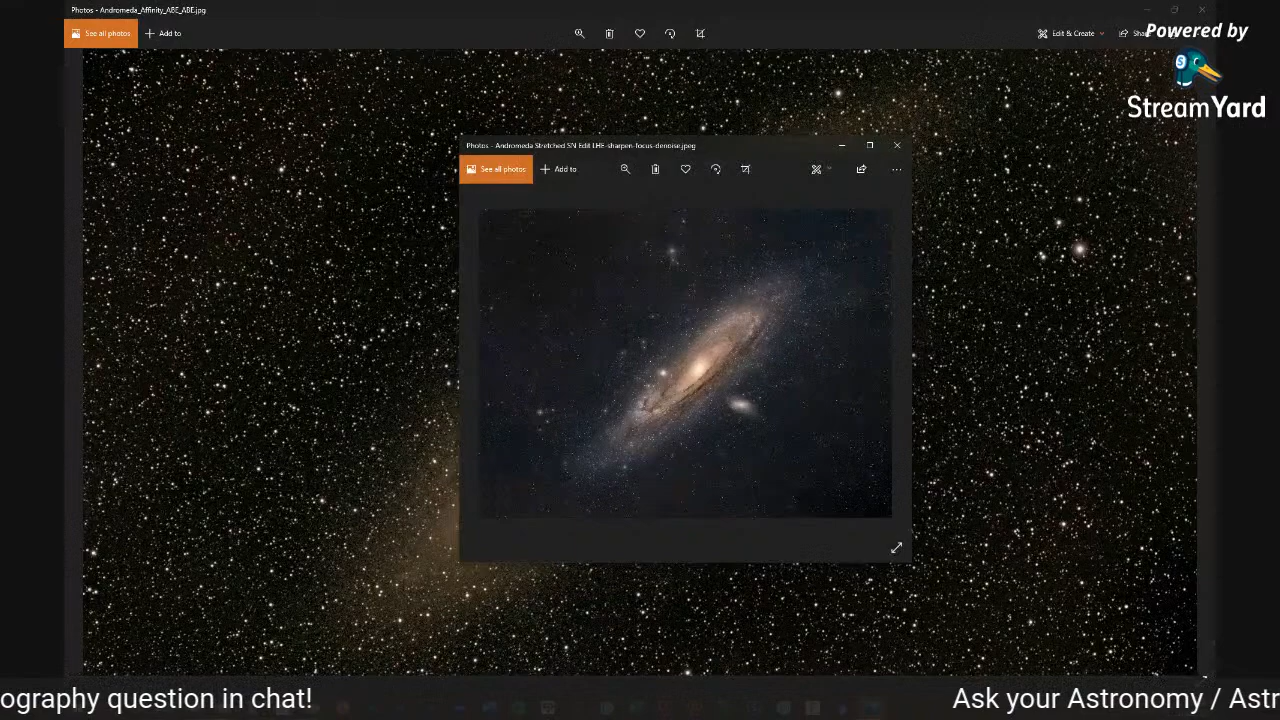 Photos - Andromeda_Affinity_ABE_ABE.jpg
See all photos
Add to
Edit & Create
Powered by
StreamYard
Photos - Andromeda Stretched SN Edit LHE-sharpen-focus-denoise.jpeg
See all photos
Add to
ography question in chat!
Ask your Astronomy / Astr